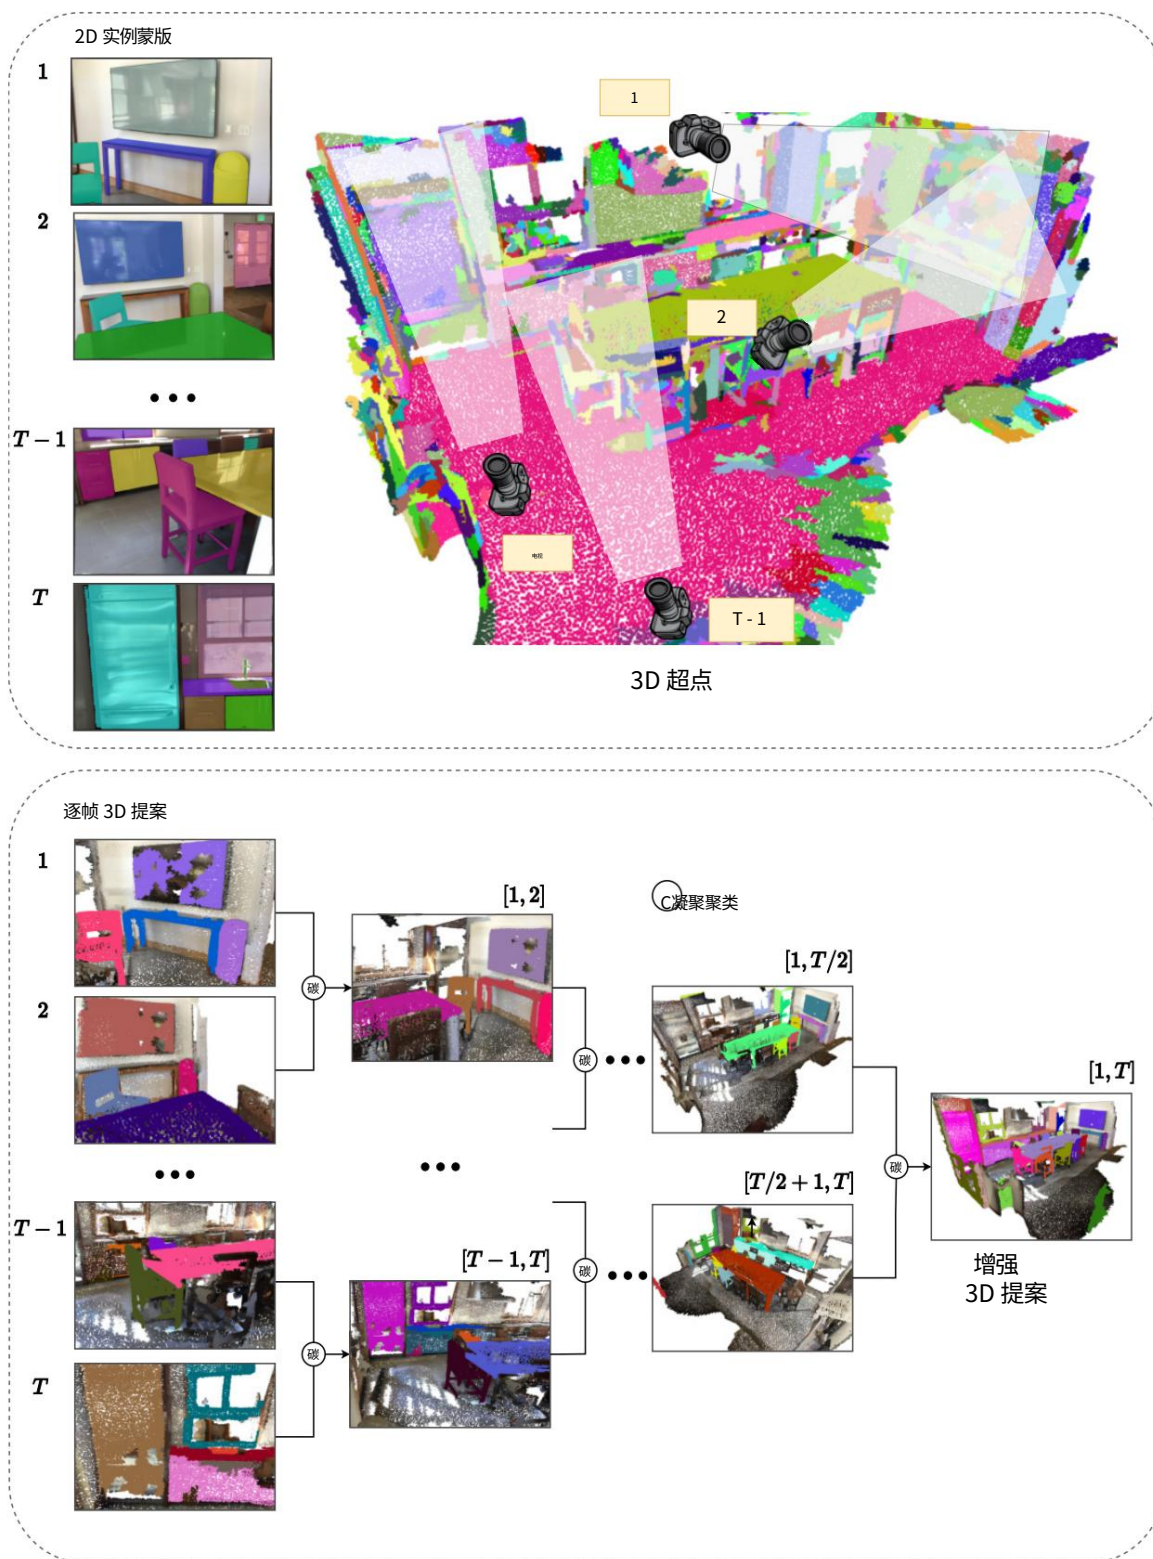 2D 实例蒙版
1
2
• • •
T − 1
T
1
2
电视
T - 1
3D 超点
逐帧 3D 提案
1
2
• • •
T − 1
T
碳
碳
[1, 2]
• • •
[T − 1, T]
C凝聚聚类
碳
• • •
碳
• • •
[1, T/2]
[T/2 + 1, T]
碳
[1, T]
增强
3D 提案